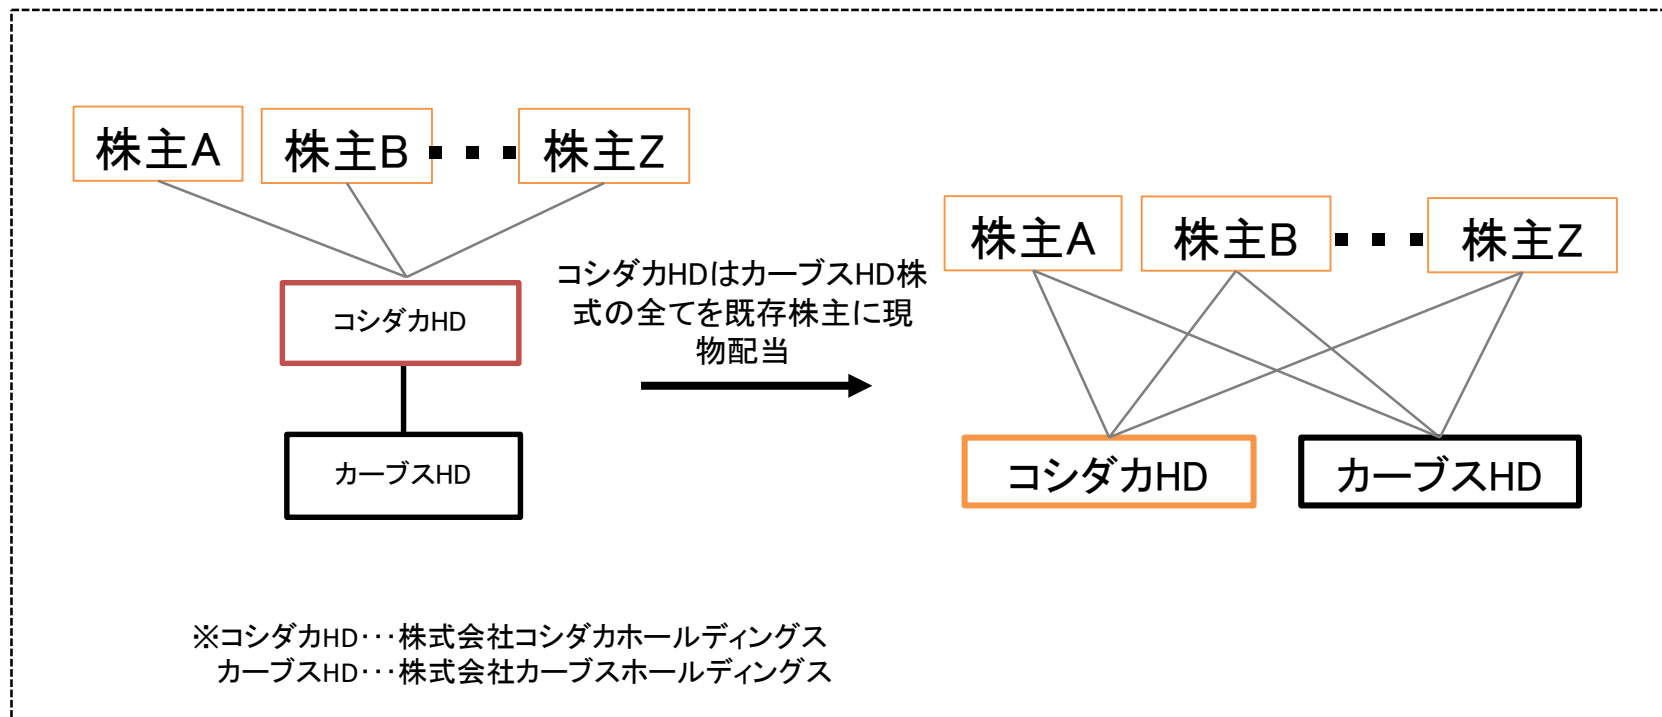 株主A 株主B ・・・ 株主Z
コシダカHD
カーブスHD
コシダカHDはカーブスHD株
式の全てを既存株主に現
物配当
株主A 株主B ・・・ 株主Z
コシダカHD カーブスHD
※コシダカHD･･･株式会社コシダカホールディングス
カーブスHD･･･株式会社カーブスホールディングス